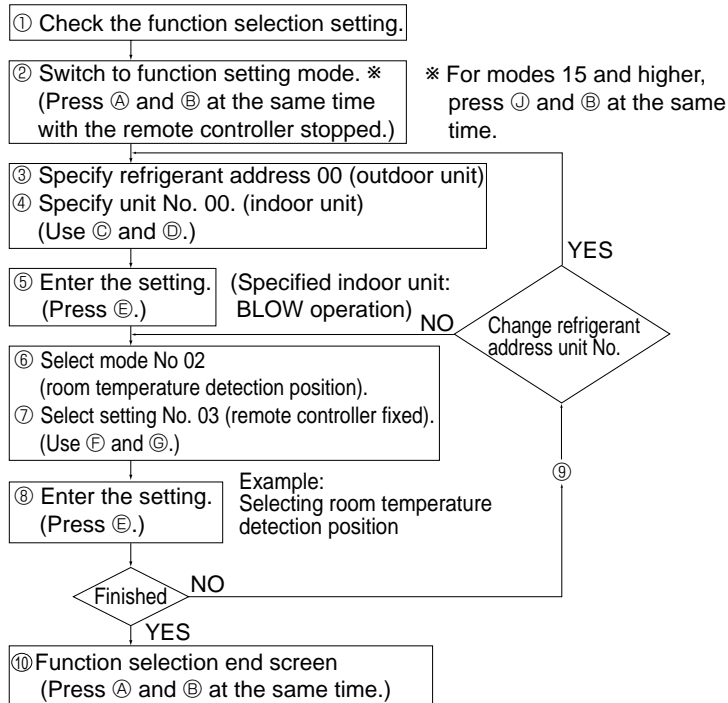 ① Check the function selection setting.
② Switch to function setting mode. ※
(Press Ⓐ and Ⓑ at the same time
with the remote controller stopped.)
※ For modes 15 and higher,
press Ⓙ and Ⓑ at the same
time.
③ Specify refrigerant address 00 (outdoor unit)
④ Specify unit No. 00. (indoor unit)
(Use Ⓒ and Ⓓ.)
YES
⑤ Enter the setting.
(Press Ⓔ.)
(Specified indoor unit:
BLOW operation)
NO
Change refrigerant
address unit No.
⑥ Select mode No 02
(room temperature detection position).
⑦ Select setting No. 03 (remote controller fixed).
(Use Ⓕ and Ⓖ.)
⑨
⑧ Enter the setting.
(Press Ⓔ.)
Example:
Selecting room temperature
detection position
Finished
NO
YES
⑩ Function selection end screen
(Press Ⓐ and Ⓑ at the same time.)